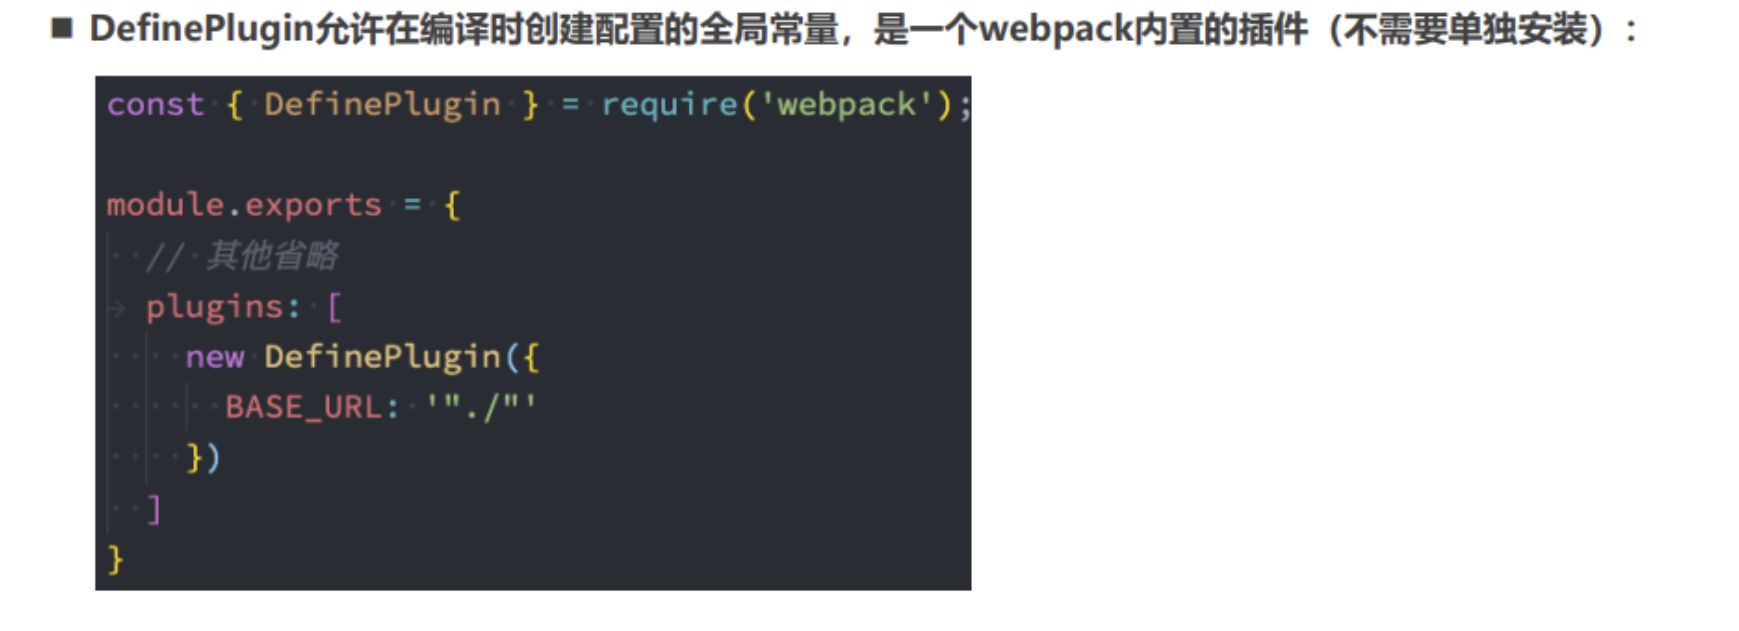 ■ DefinePlugin允许在编译时创建配置的全局常量，是一个webpack内置的插件（不需要单独安装）：
const { DefinePlugin } = require('webpack');
module.exports = {
  // 其他省略
  plugins: [
    new DefinePlugin({
      BASE_URL: '"./"'
    })
  ]
}